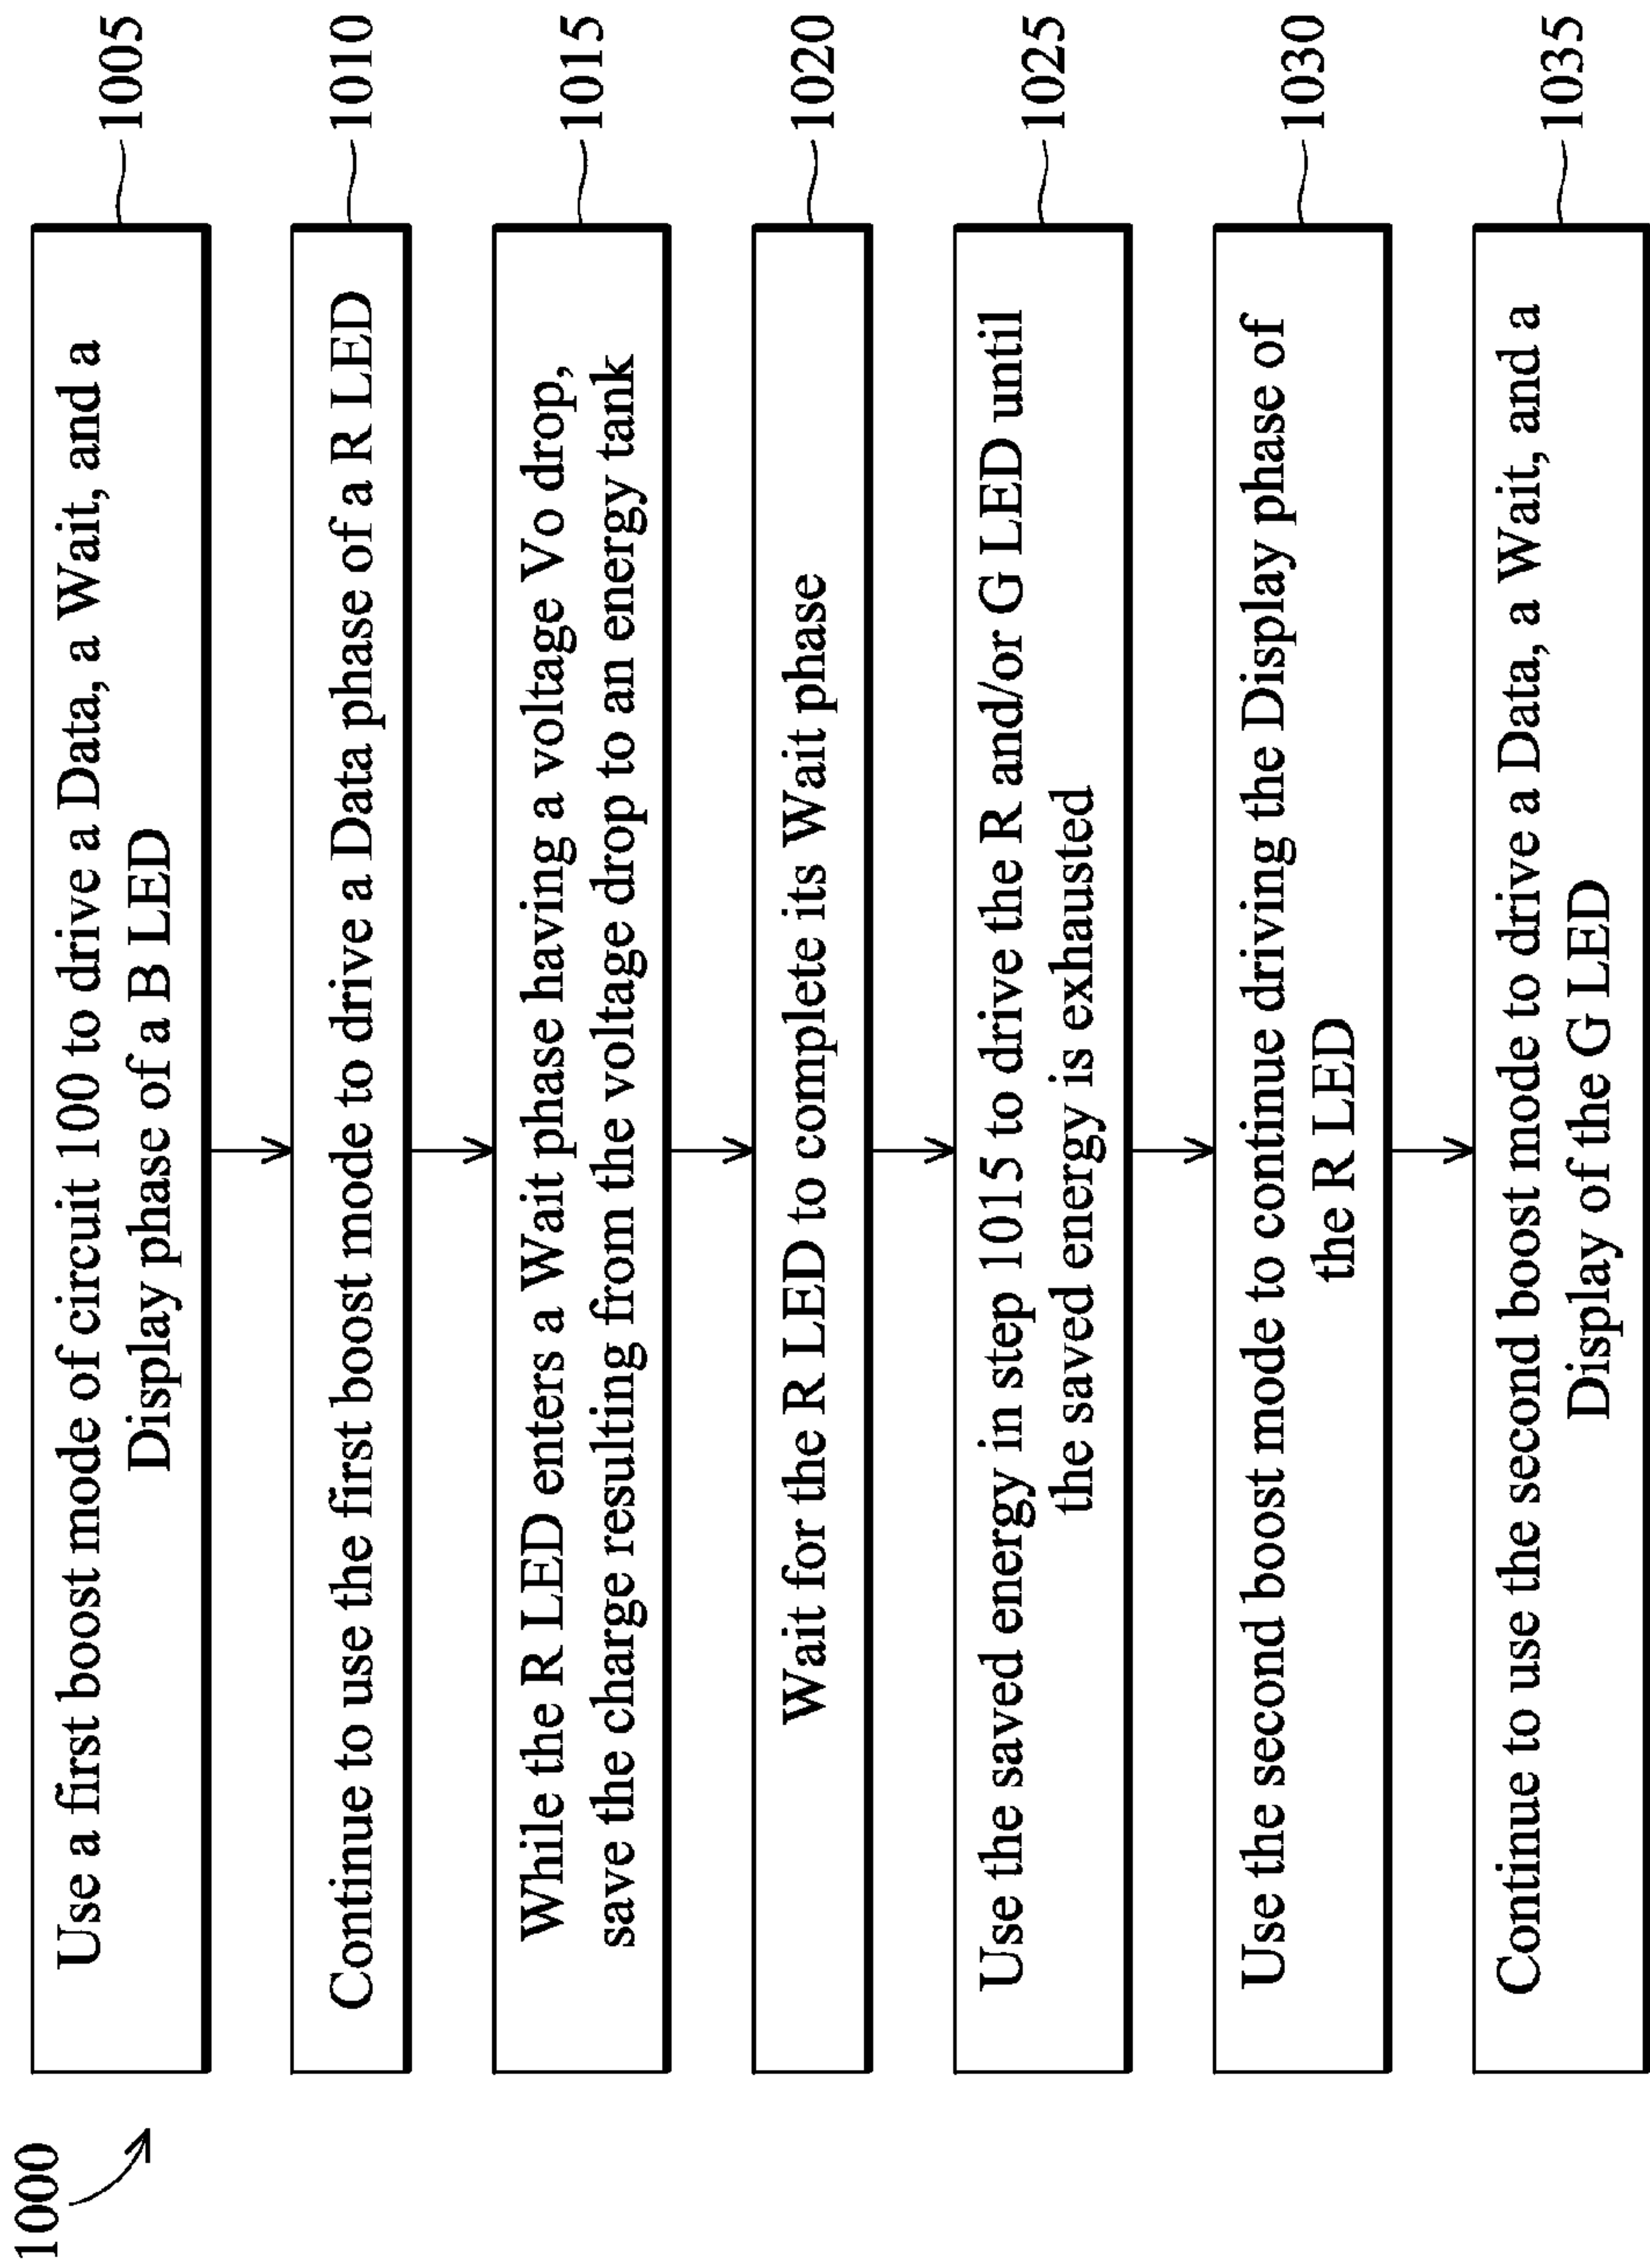 1000
Use a first boost mode of circuit 100 to drive a Data, a Wait, and a
Display phase of a B LED
1005
Continue to use the first boost mode to drive a Data phase of a R LED
1010
While the R LED enters a Wait phase having a voltage Vo drop,
save the charge resulting from the voltage drop to an energy tank
1015
Wait for the R LED to complete its Wait phase
1020
Use the saved energy in step 1015 to drive the R and/or G LED until
the saved energy is exhausted
1025
Use the second boost mode to continue driving the Display phase of
the R LED
1030
Continue to use the second boost mode to drive a Data, a Wait, and a
Display of the G LED
1035